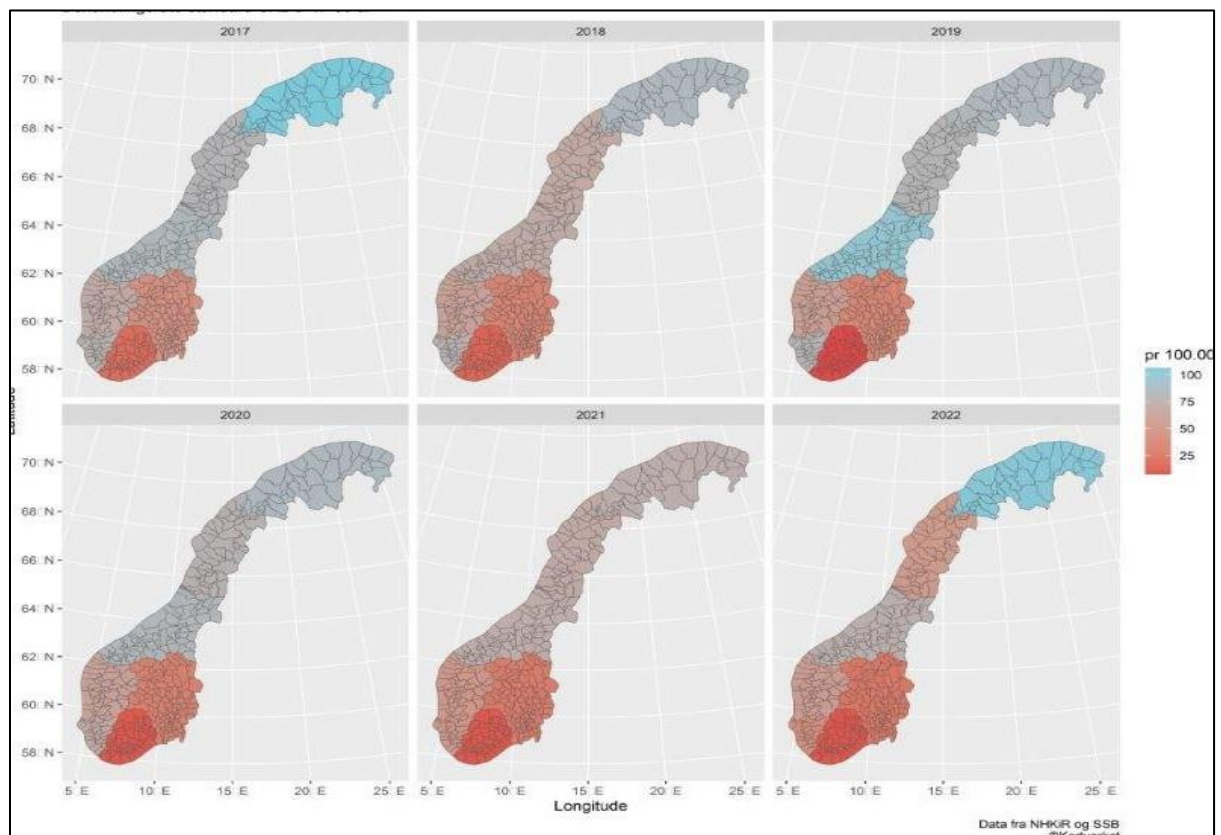 2017
2018
2019
70° N
68° N
66° N
64° N
62° N
60° N
58° N
2020
2021
2022
70° N
68° N
66° N
64° N
62° N
60° N
58° N
5° E 10° E 15° E 20° E 25° E
5° E 10° E 15° E 20° E 25° E
5° E 10° E 15° E 20° E 25° E
Longitude
pr 100.00
100
75
50
25
Data fra NHKiR og SSB
©Kartverket